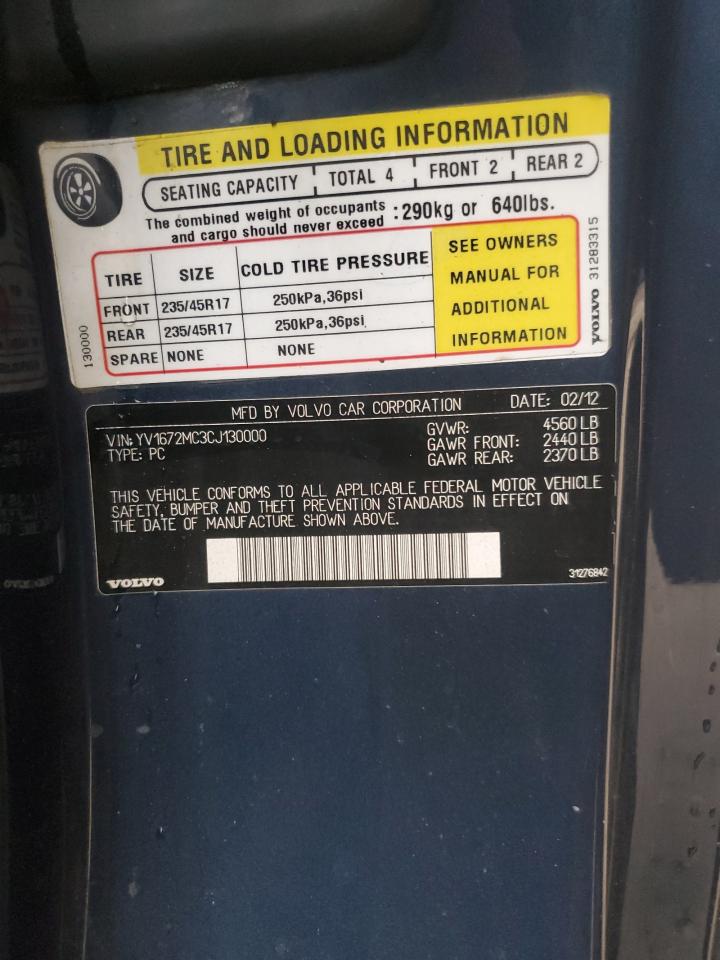 TIRE AND LOADING INFORMATION
SEATING CAPACITY TOTAL 4 FRONT 2 REAR 2
The combined weight of occupants and cargo should never exceed :290kg or 640lbs.
TIRE SIZE COLD TIRE PRESSURE
FRONT 235/45R17 250kPa,36psi
REAR 235/45R17 250kPa,36psi
SPARE NONE NONE
SEE OWNERS
MANUAL FOR
ADDITIONAL
INFORMATION
130000
VOLVO 31283315
MFD BY VOLVO CAR CORPORATION DATE: 02/12
VIN: YV1672MC3CJ130000
TYPE: PC
GVWR: 4560 LB
GAWR FRONT: 2440 LB
GAWR REAR: 2370 LB
THIS VEHICLE CONFORMS TO ALL APPLICABLE FEDERAL MOTOR VEHICLE
SAFETY, BUMPER AND THEFT PREVENTION STANDARDS IN EFFECT ON
THE DATE OF MANUFACTURE SHOWN ABOVE.
VOLVO
31276842